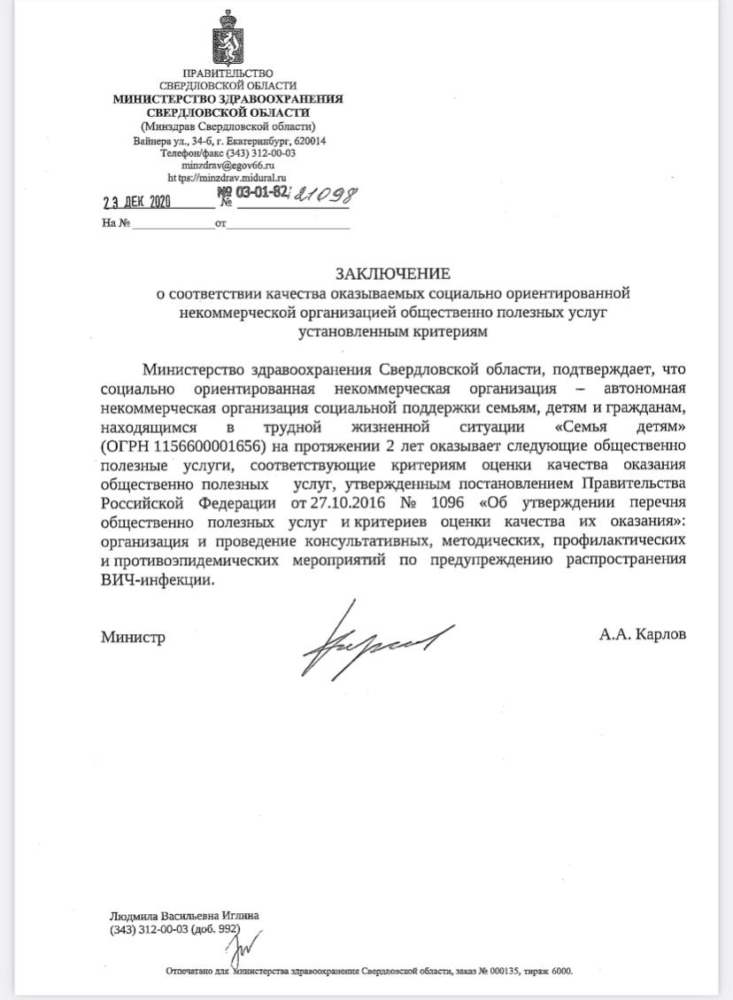 ПРАВИТЕЛЬСТВО
СВЕРДЛОВСКОЙ ОБЛАСТИ
МИНИСТЕРСТВО ЗДРАВООХРАНЕНИЯ
СВЕРДЛОВСКОЙ ОБЛАСТИ
(Минздрав Свердловской области)
Вайнера ул., 34-б, г. Екатеринбург, 620014
Телефон/факс (343) 312-00-03
minzdrav@egov66.ru
https://minzdrav.midural.ru
23 ДЕК 2020 № № 03-01-82/21098
На № от
ЗАКЛЮЧЕНИЕ
о соответствии качества оказываемых социально ориентированной
некоммерческой организацией общественно полезных услуг
установленным критериям
Министерство здравоохранения Свердловской области, подтверждает, что
социально ориентированная некоммерческая организация – автономная
некоммерческая организация социальной поддержки семьям, детям и гражданам,
находящимся в трудной жизненной ситуации «Семья детям»
(ОГРН 1156600001656) на протяжении 2 лет оказывает следующие общественно
полезные услуги, соответствующие критериям оценки качества оказания
общественно полезных услуг, утвержденным постановлением Правительства
Российской Федерации от 27.10.2016 № 1096 «Об утверждении перечня
общественно полезных услуг и критериев оценки качества их оказания»:
организация и проведение консультативных, методических, профилактических
и противоэпидемических мероприятий по предупреждению распространения
ВИЧ-инфекции.
Министр А.А. Карлов
Людмила Васильевна Иглина
(343) 312-00-03 (доб. 992)
Отпечатано для министерства здравоохранения Свердловской области, заказ № 000135, тираж 6000.